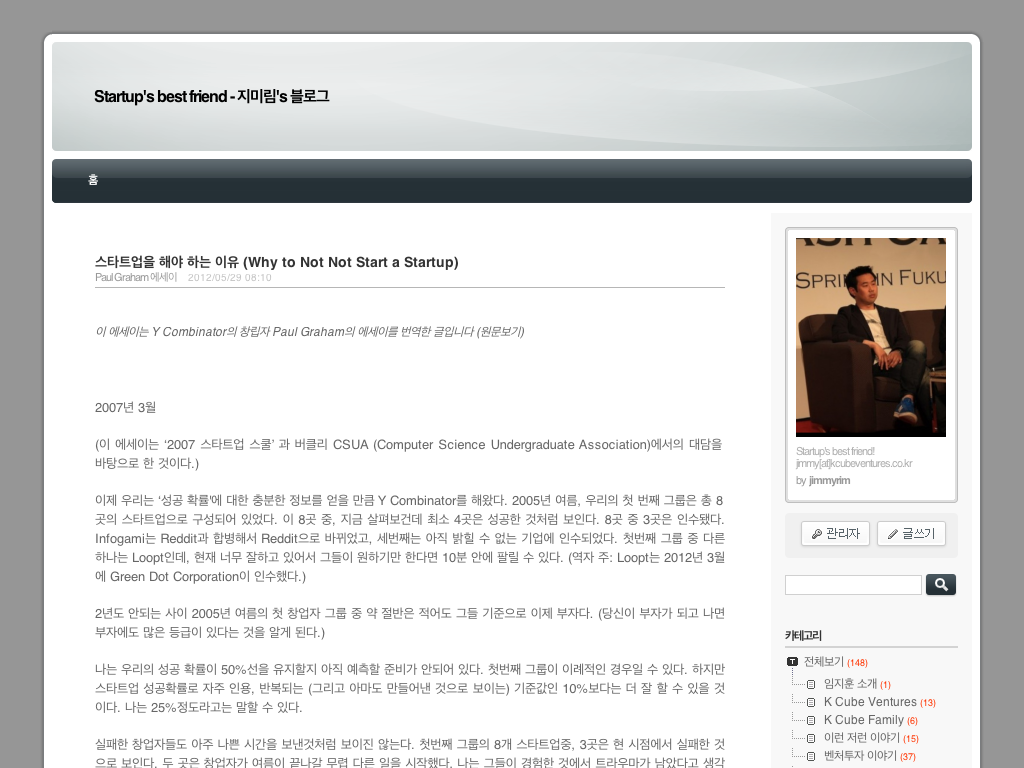 Startup's best friend - 지미림's 블로그
홈
스타트업을 해야 하는 이유 (Why to Not Not Start a Startup)
Paul Graham 에세이 2012/05/29 08:10
이 에세이는 Y Combinator의 창립자 Paul Graham의 에세이를 번역한 글입니다 (원문보기)
2007년 3월
(이 에세이는 ‘2007 스타트업 스쿨’ 과 버클리 CSUA (Computer Science Undergraduate Association)에서의 대담을
바탕으로 한 것이다.)
이제 우리는 ‘성공 확률'에 대한 충분한 정보를 얻을 만큼 Y Combinator를 해왔다. 2005년 여름, 우리의 첫 번째 그룹은 총 8
곳의 스타트업으로 구성되어 있었다. 이 8곳 중, 지금 살펴보건데 최소 4곳은 성공한 것처럼 보인다. 8곳 중 3곳은 인수됐다.
Infogami는 Reddit과 합병해서 Reddit으로 바뀌었고, 세번째는 아직 밝힐 수 없는 기업에 인수되었다. 첫번째 그룹 중 다른
하나는 Loopt인데, 현재 너무 잘하고 있어서 그들이 원하기만 한다면 10분 안에 팔릴 수 있다. (역자 주: Loopt는 2012년 3월
에 Green Dot Corporation이 인수했다.)
2년도 안되는 사이 2005년 여름의 첫 창업자 그룹 중 약 절반은 적어도 그들 기준으로 이제 부자다. (당신이 부자가 되고 나면
부자에도 많은 등급이 있다는 것을 알게 된다.)
나는 우리의 성공 확률이 50%선을 유지할지 아직 예측할 준비가 안되어 있다. 첫번째 그룹이 이례적인 경우일 수 있다. 하지만
스타트업 성공확률로 자주 인용, 반복되는 (그리고 아마도 만들어낸 것으로 보이는) 기준값인 10%보다는 더 잘 할 수 있을 것
이다. 나는 25%정도라고는 말할 수 있다.
실패한 창업자들도 아주 나쁜 시간을 보낸것처럼 보이진 않는다. 첫번째 그룹의 8개 스타트업중, 3곳은 현 시점에서 실패한 것
으로 보인다. 두 곳은 창업자가 여름이 끝나갈 무렵 다른 일을 시작했다. 나는 그들이 경험한 것에서 트라우마가 남았다고 생각
SPRING IN FUKU
Startup's best friend!
jimmy[at]kcubeventures.co.kr
by jimmyrim
관리자 글쓰기
카테고리
전체보기 (148)
임지훈 소개 (1)
K Cube Ventures (13)
K Cube Family (6)
이런 저런 이야기 (15)
벤처투자 이야기 (37)